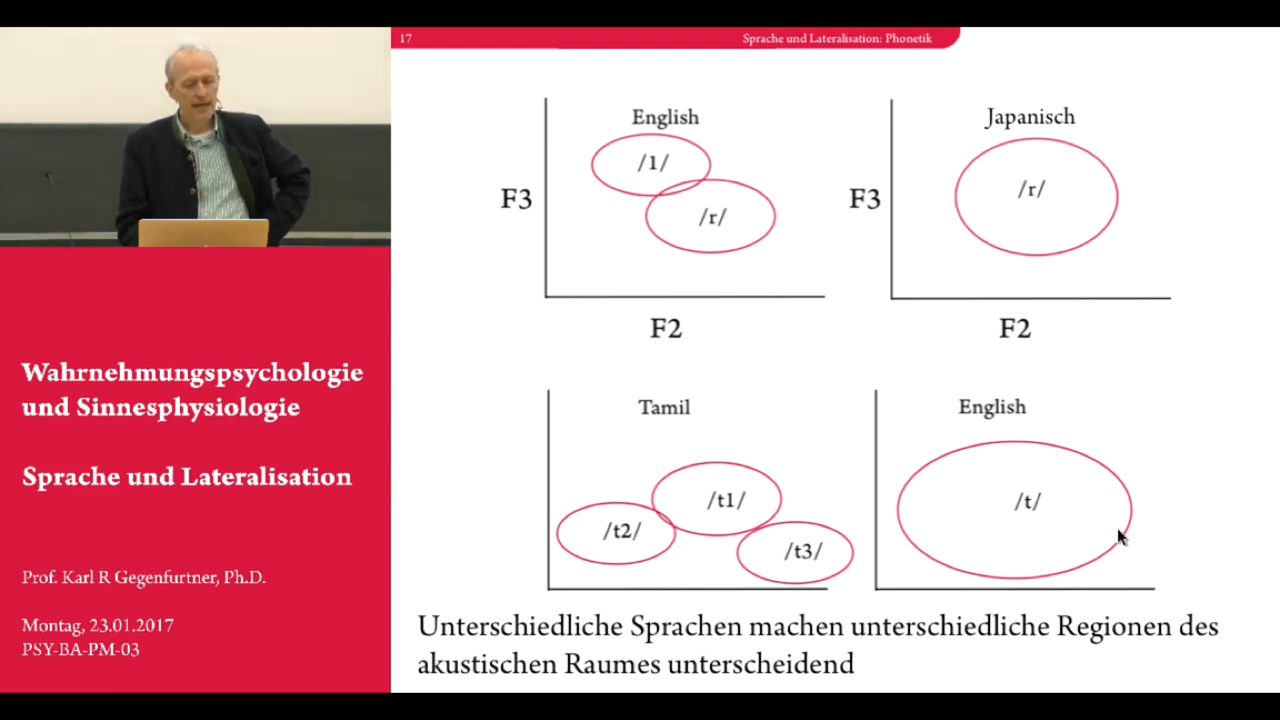 17
Sprache und Lateralisation: Phonetik
English
/l/
/r/
F3
F2
Japanisch
/r/
F3
F2
Tamil
/t2/
/t1/
/t3/
English
/t/
Unterschiedliche Sprachen machen unterschiedliche Regionen des
akustischen Raumes unterscheidend
Wahrnehmungspsychologie
und Sinnesphysiologie
Sprache und Lateralisation
Prof. Karl R Gegenfurtner, Ph.D.
Montag, 23.01.2017
PSY-BA-PM-03